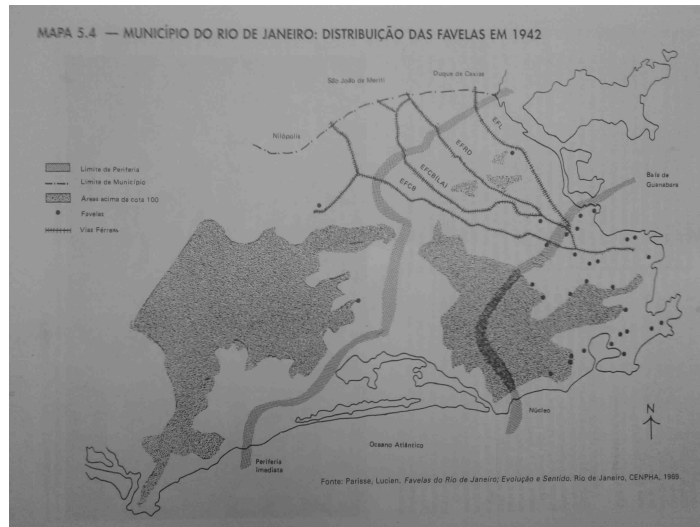 MAPA 5.4 — MUNICÍPIO DO RIO DE JANEIRO: DISTRIBUIÇÃO DAS FAVELAS EM 1942
São João de Meriti
Duque de Caxias
Nilópolis
EFL
EFRD
EFCB(LA)
EFCB
Baía de
Guanabara
Limite de Periferia
Limite de Município
Áreas acima da cota 100
Favelas
Vias Férreas
Núcleo
N
Oceano Atlântico
Periferia
Imediata
Fonte: Parisse, Lucien. Favelas do Rio de Janeiro; Evolução e Sentido. Rio de Janeiro, CENPHA, 1969.